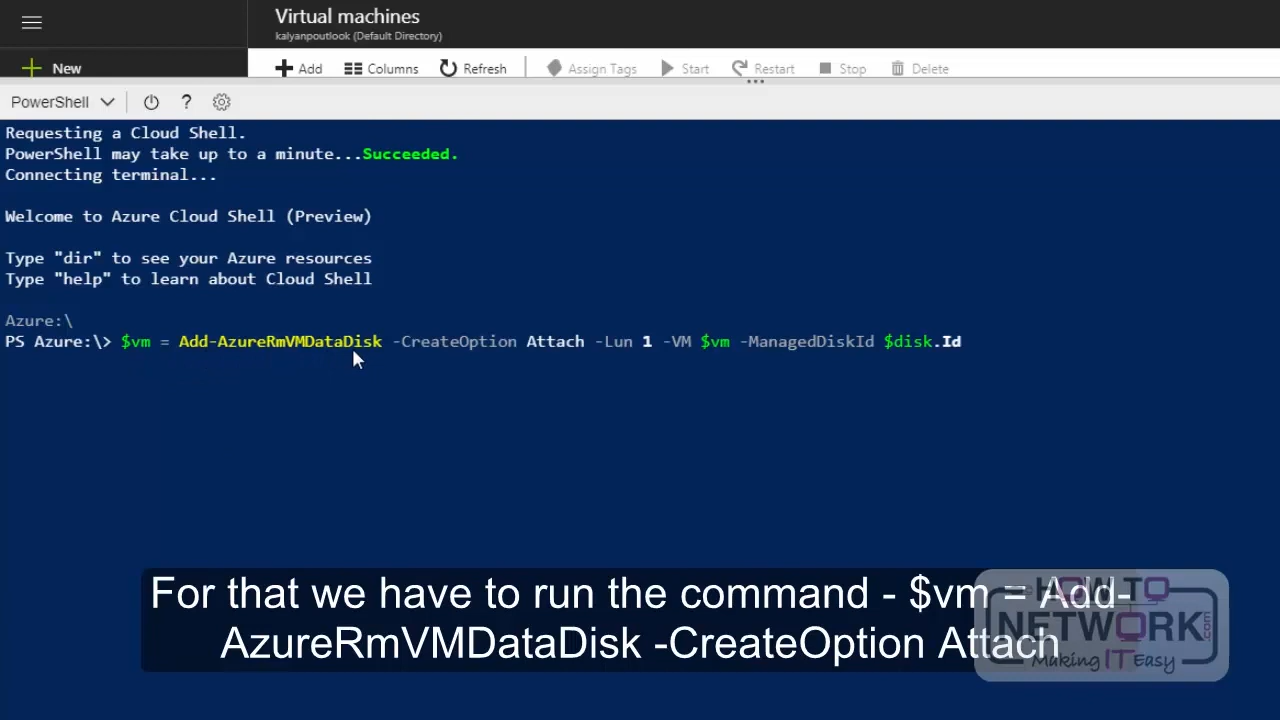 Virtual machines
kalyanpoutlook (Default Directory)
New
Add Columns Refresh Assign Tags Start Restart Stop Delete
PowerShell ?
Requesting a Cloud Shell.
PowerShell may take up to a minute...Succeeded.
Connecting terminal...
Welcome to Azure Cloud Shell (Preview)
Type "dir" to see your Azure resources
Type "help" to learn about Cloud Shell
Azure:\
PS Azure:\> $vm = Add-AzureRmVMDataDisk -CreateOption Attach -Lun 1 -VM $vm -ManagedDiskId $disk.Id
For that we have to run the command - $vm = Add-
AzureRmVMDataDisk -CreateOption Attach
HOW TO
NETWORK.com
Making IT Easy